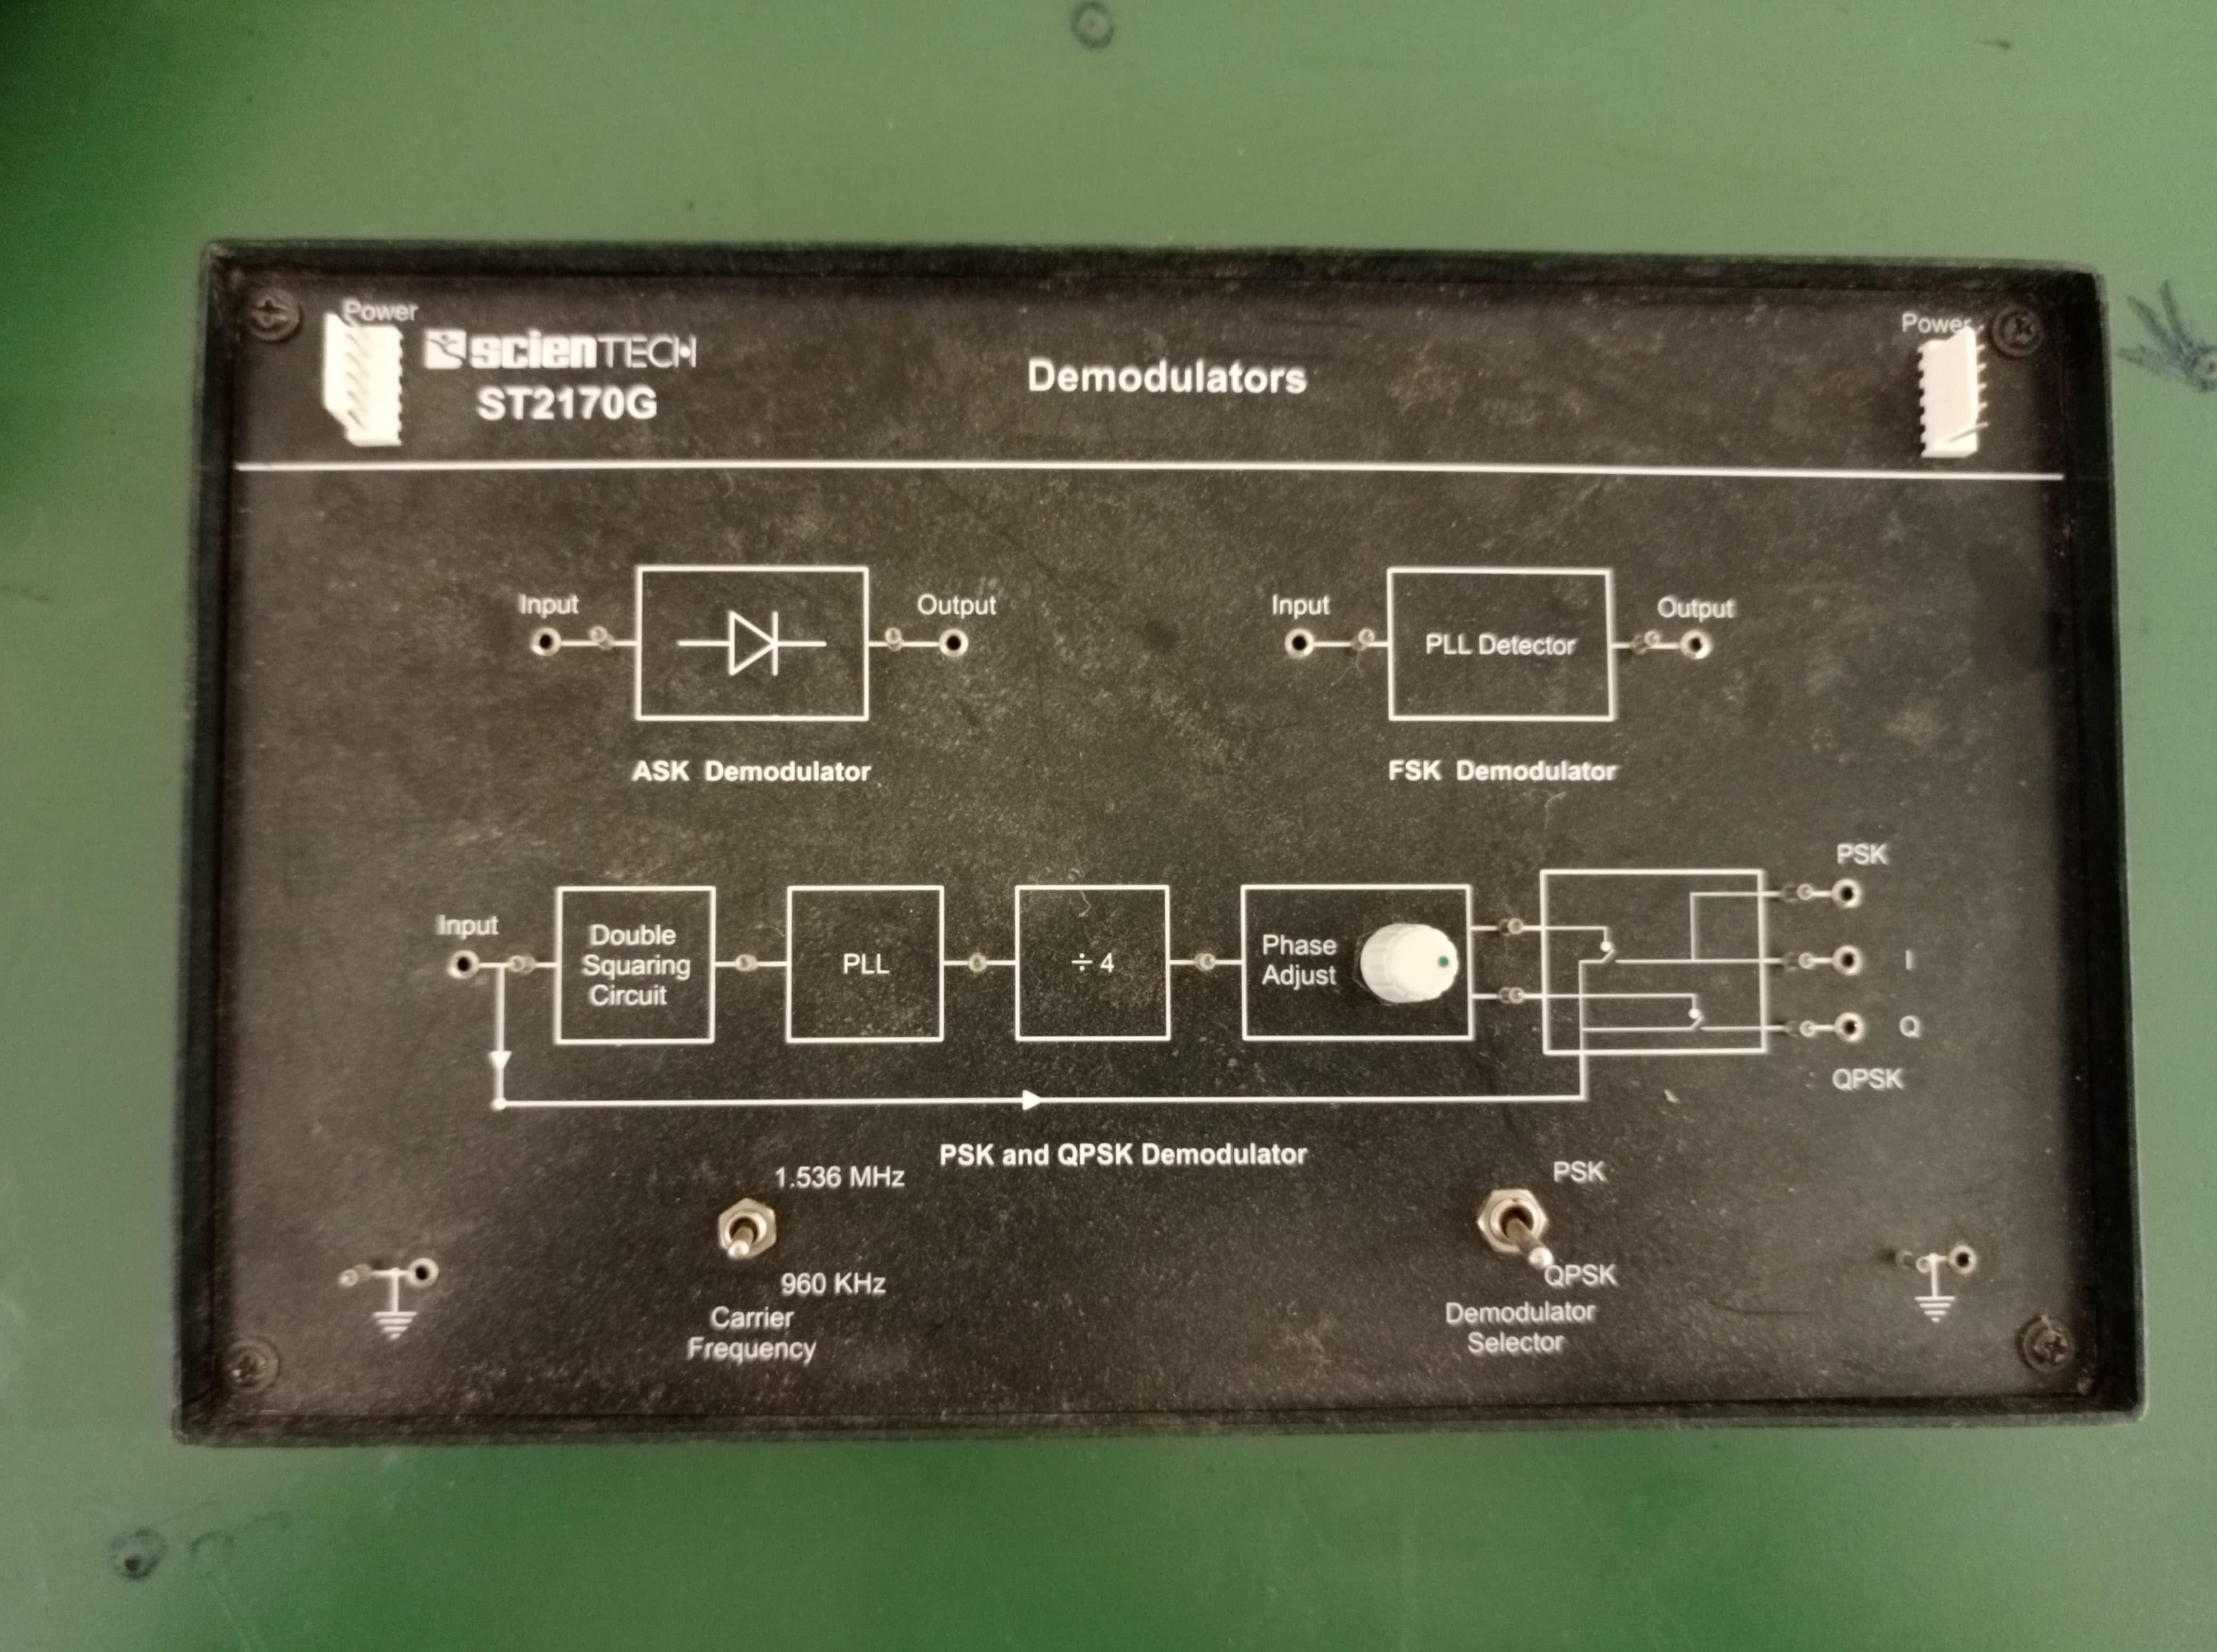 Power
scienTECH
ST2170G
Demodulators
Power
Input
Output
ASK Demodulator
Input
PLL Detector
Output
FSK Demodulator
Input
Double
Squaring
Circuit
PLL
÷ 4
Phase
Adjust
PSK
I
Q
QPSK
PSK and QPSK Demodulator
1.536 MHz
960 KHz
Carrier
Frequency
PSK
QPSK
Demodulator
Selector